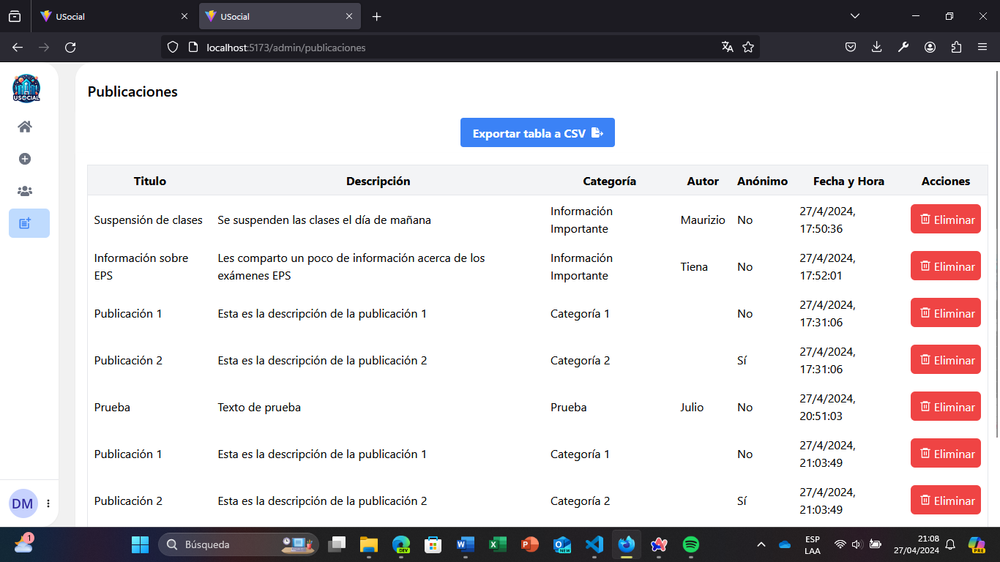 USocial
USocial
localhost:5173/admin/publicaciones
USOCIAL
Publicaciones
Exportar tabla a CSV
Titulo Descripción Categoría Autor Anónimo Fecha y Hora Acciones
Suspensión de clases Se suspenden las clases el día de mañana Información Importante Maurizio No 27/4/2024, 17:50:36 Eliminar
Información sobre EPS Les comparto un poco de información acerca de los exámenes EPS Información Importante Tiena No 27/4/2024, 17:52:01 Eliminar
Publicación 1 Esta es la descripción de la publicación 1 Categoría 1 No 27/4/2024, 17:31:06 Eliminar
Publicación 2 Esta es la descripción de la publicación 2 Categoría 2 Sí 27/4/2024, 17:31:06 Eliminar
Prueba Texto de prueba Prueba Julio No 27/4/2024, 20:51:03 Eliminar
Publicación 1 Esta es la descripción de la publicación 1 Categoría 1 No 27/4/2024, 21:03:49 Eliminar
Publicación 2 Esta es la descripción de la publicación 2 Categoría 2 Sí 27/4/2024, 21:03:49 Eliminar
DM
1
Búsqueda
DEV
NEW
ESP
LAA
21:08
27/04/2024
PRE